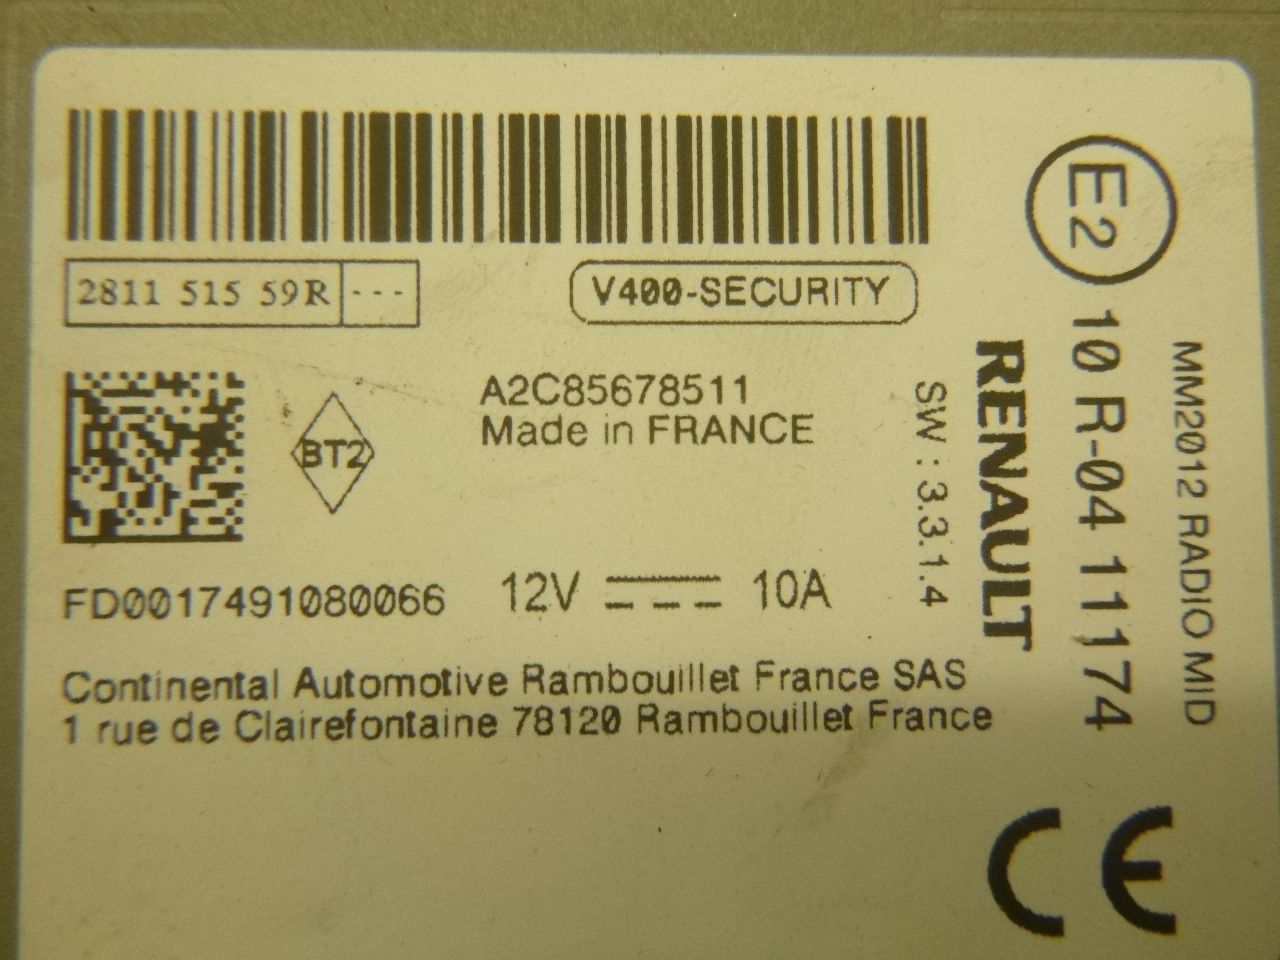 2811 515 59R ---
V400-SECURITY
BT2
A2C85678511
Made in FRANCE
FD0017491080066
12V 10A
Continental Automotive Rambouillet France SAS
1 rue de Clairefontaine 78120 Rambouillet France
SW : 3.3.1.4
RENAULT
E2 10 R-04 11174
MM2012 RADIO MID
CE